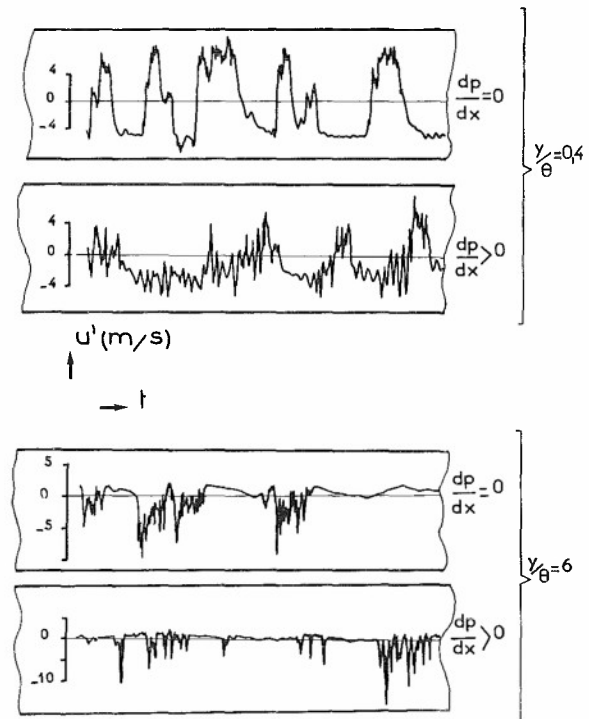 4
0
-4
dp/dx =0
4
0
-4
dp/dx >0
y/θ=0,4
u' (m/s)
t
5
0
-5
dp/dx =0
0
-10
dp/dx >0
y/θ=6